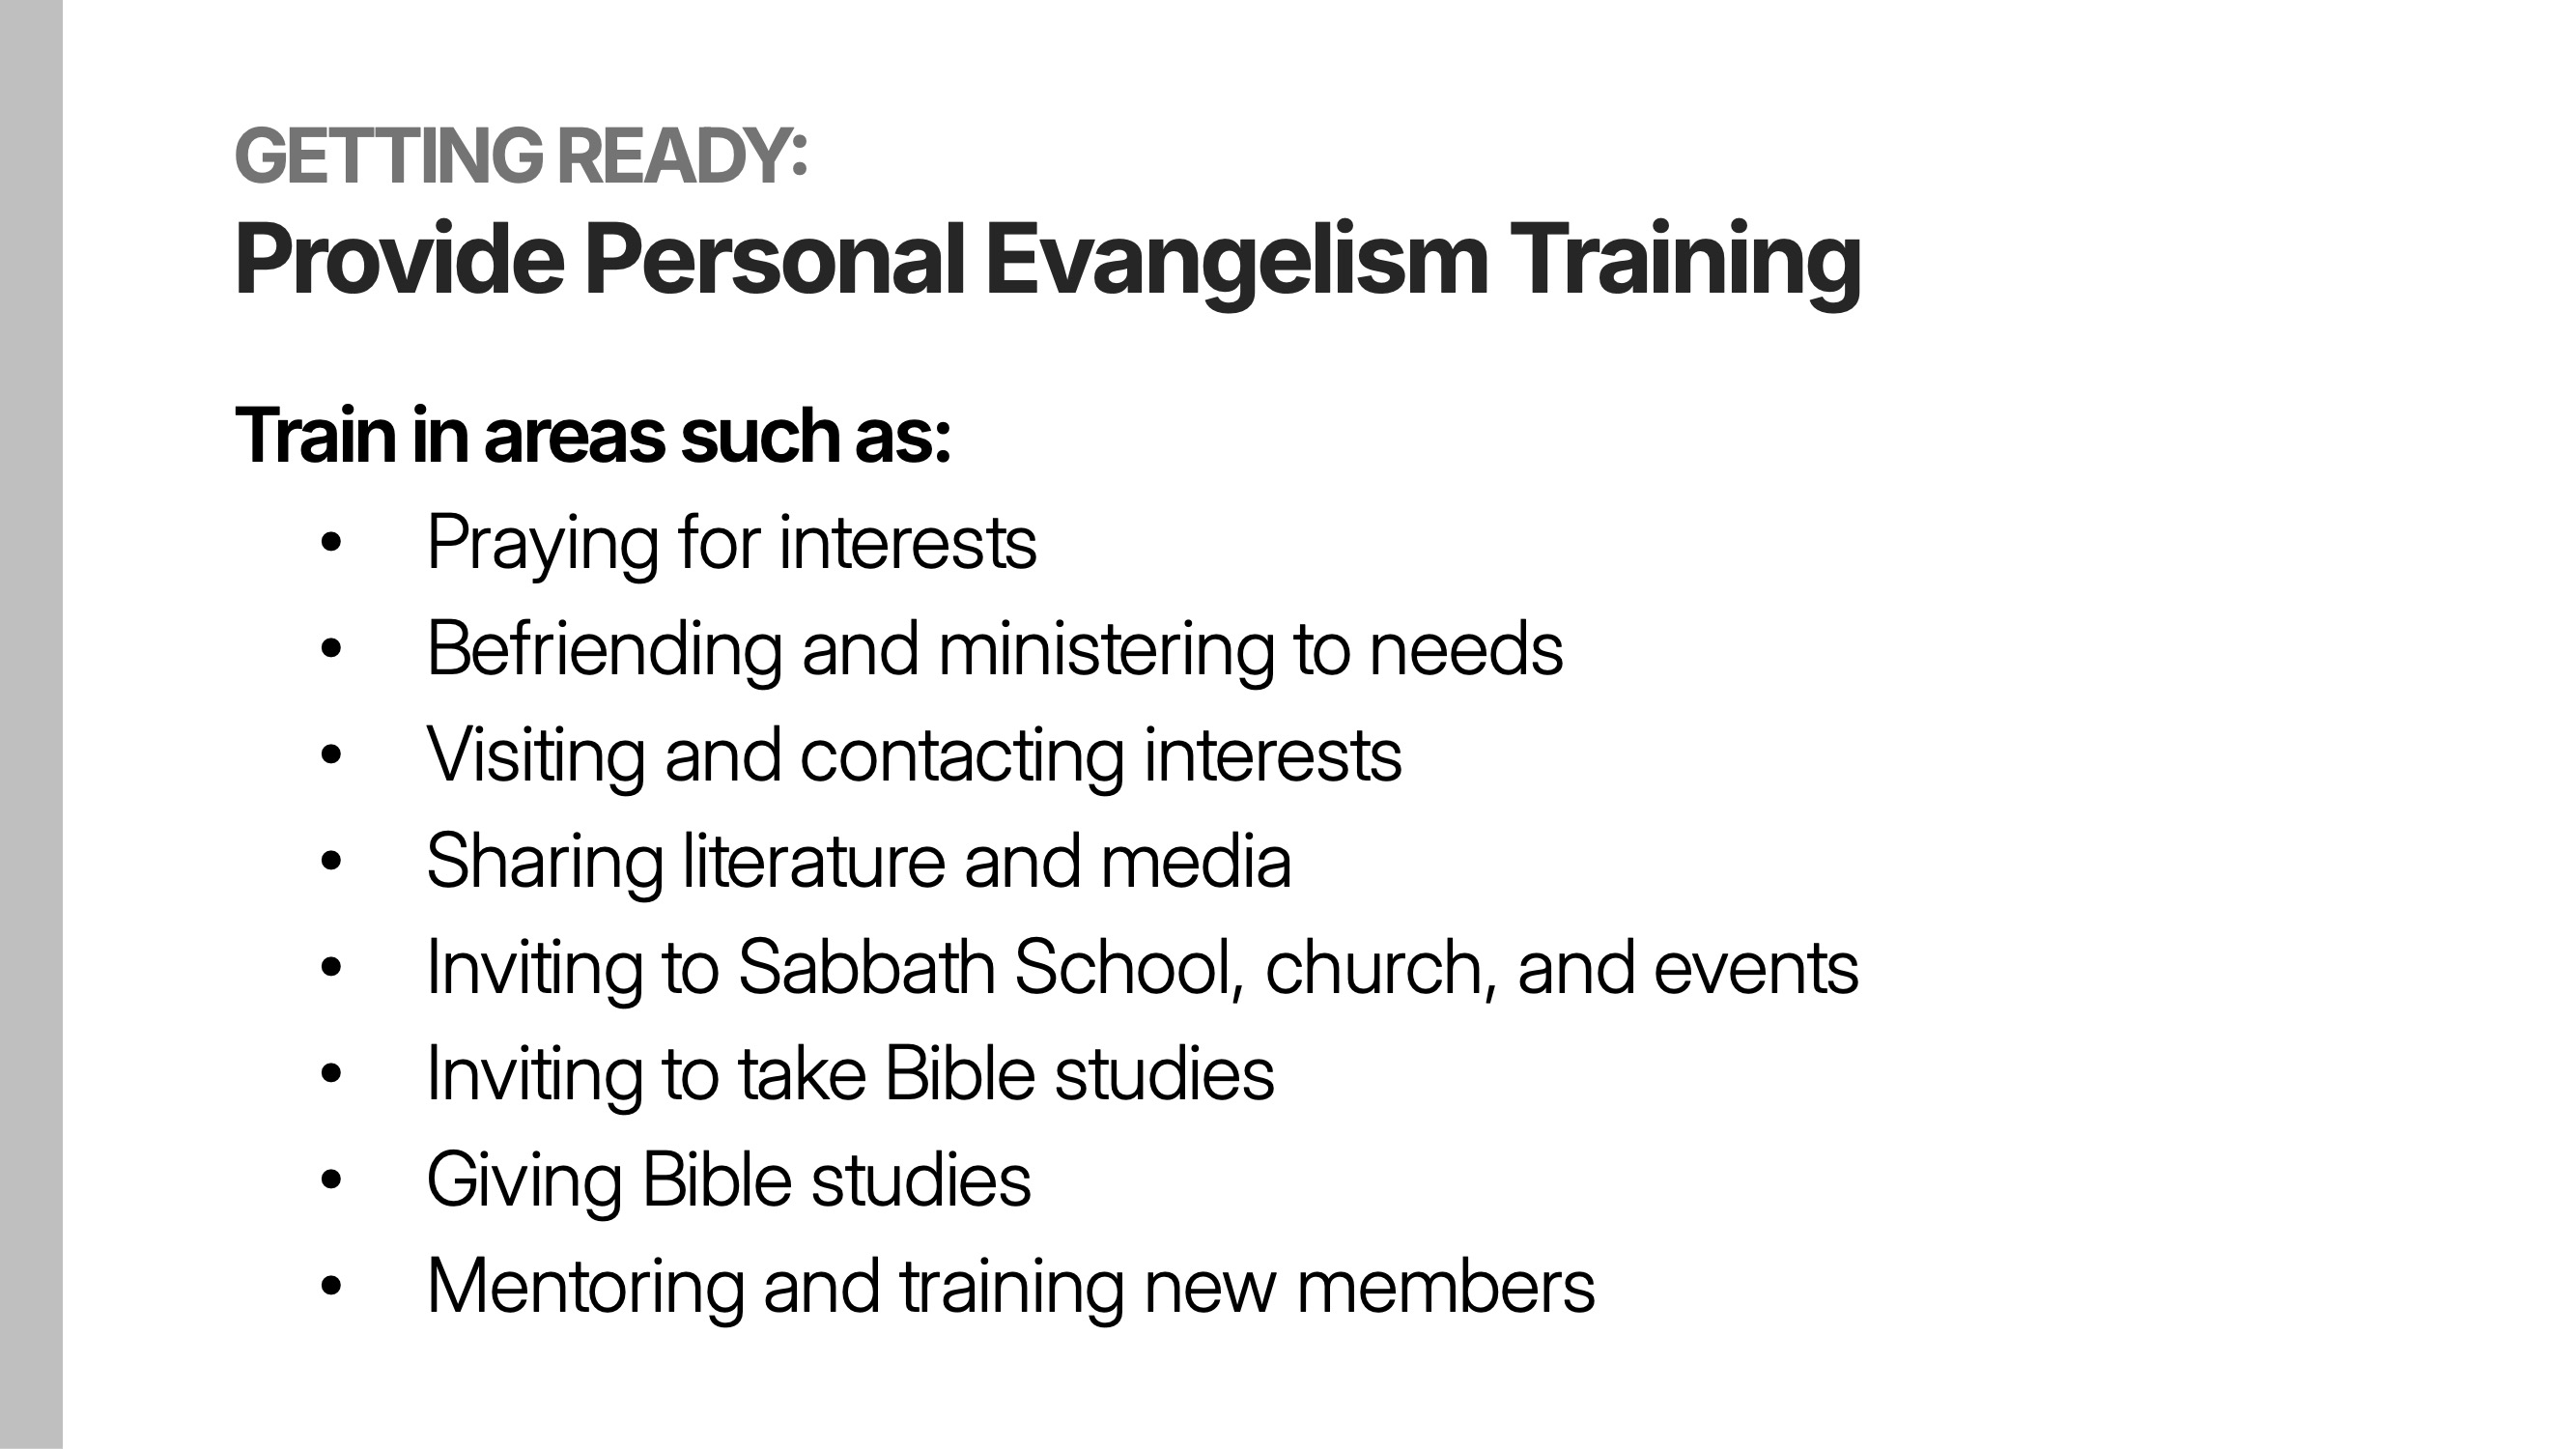 GETTING READY:
Provide Personal Evangelism Training
Train in areas such as:
• Praying for interests
• Befriending and ministering to needs
• Visiting and contacting interests
• Sharing literature and media
• Inviting to Sabbath School, church, and events
• Inviting to take Bible studies
• Giving Bible studies
• Mentoring and training new members